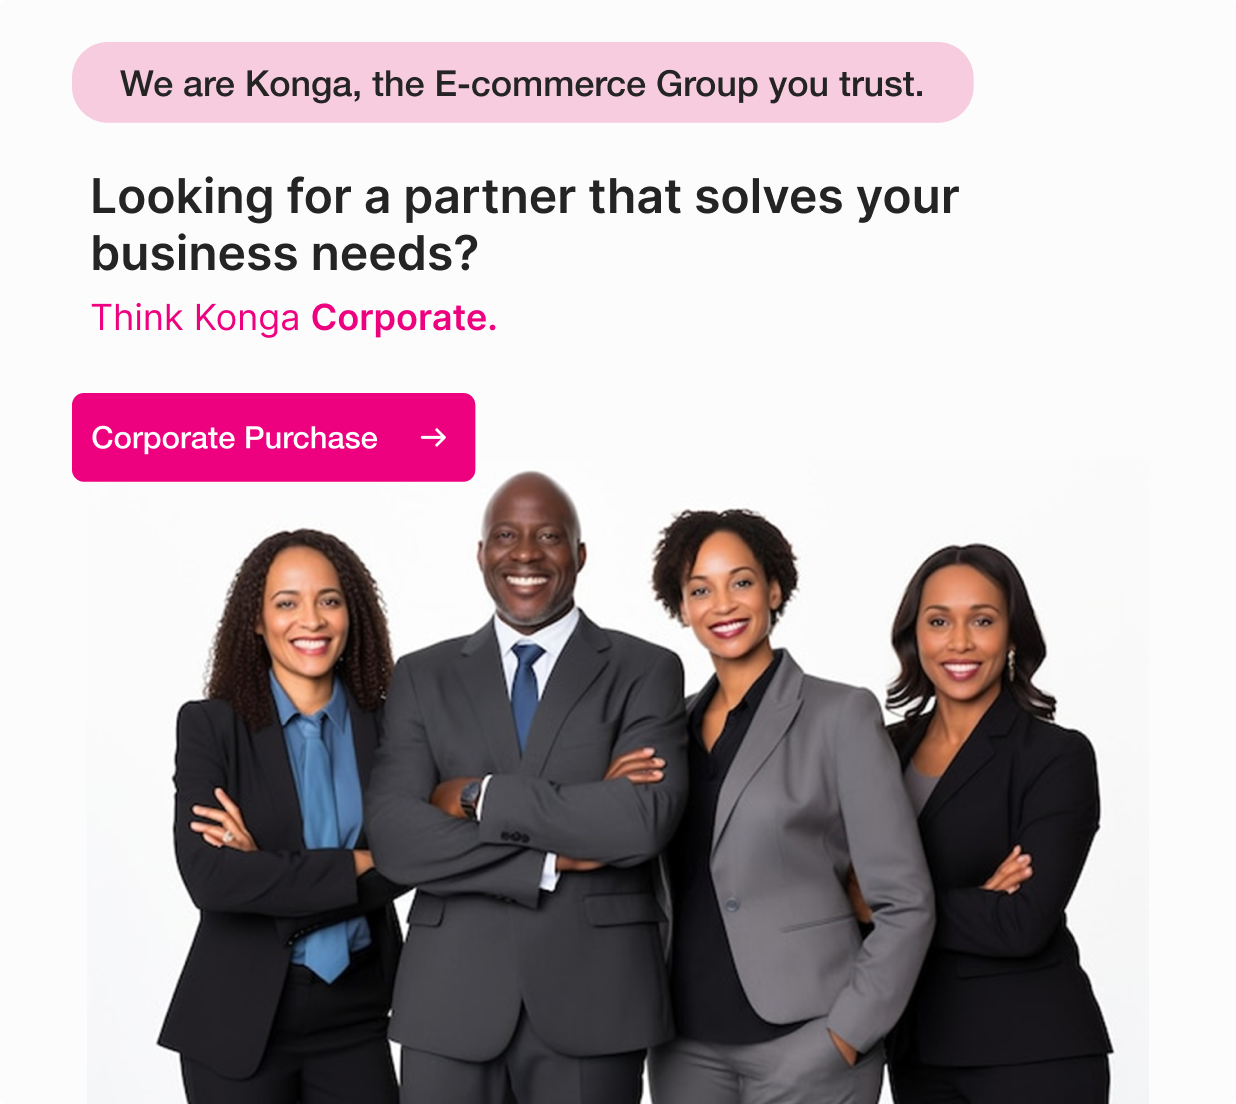 We are Konga, the E-commerce Group you trust.
Looking for a partner that solves your
business needs?
Think Konga Corporate.
Corporate Purchase